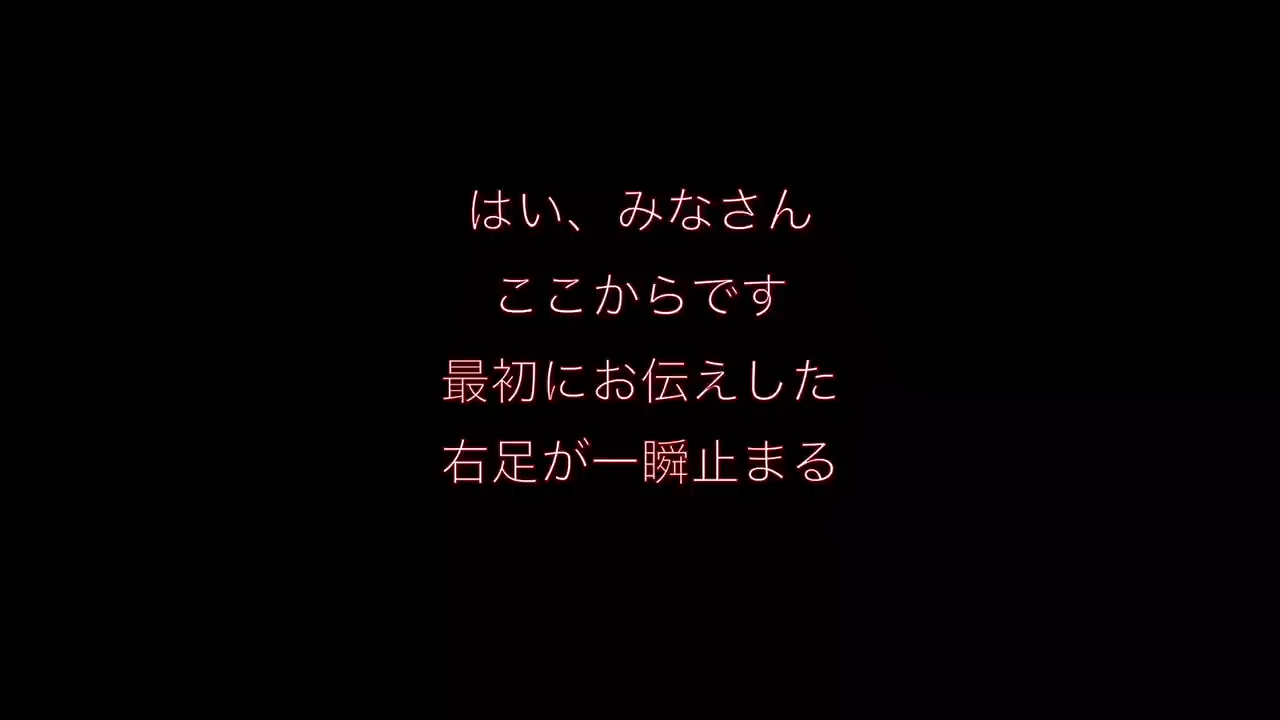 はい、みなさん
ここからです
最初にお伝えした
右足が一瞬止まる